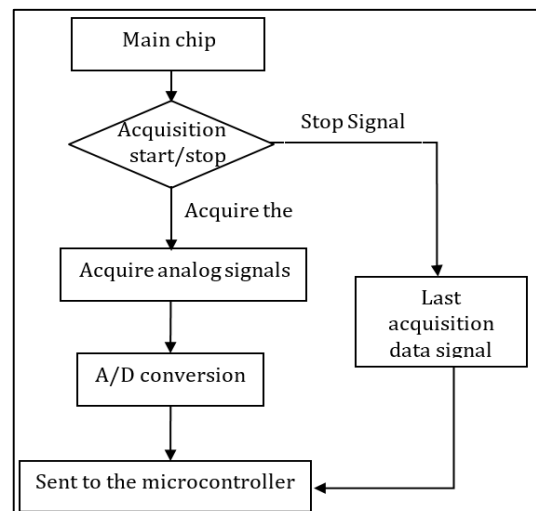 Main chip
Acquisition
start/stop
Stop Signal
Acquire the
Acquire analog signals
Last
acquisition
data signal
A/D conversion
Sent to the microcontroller